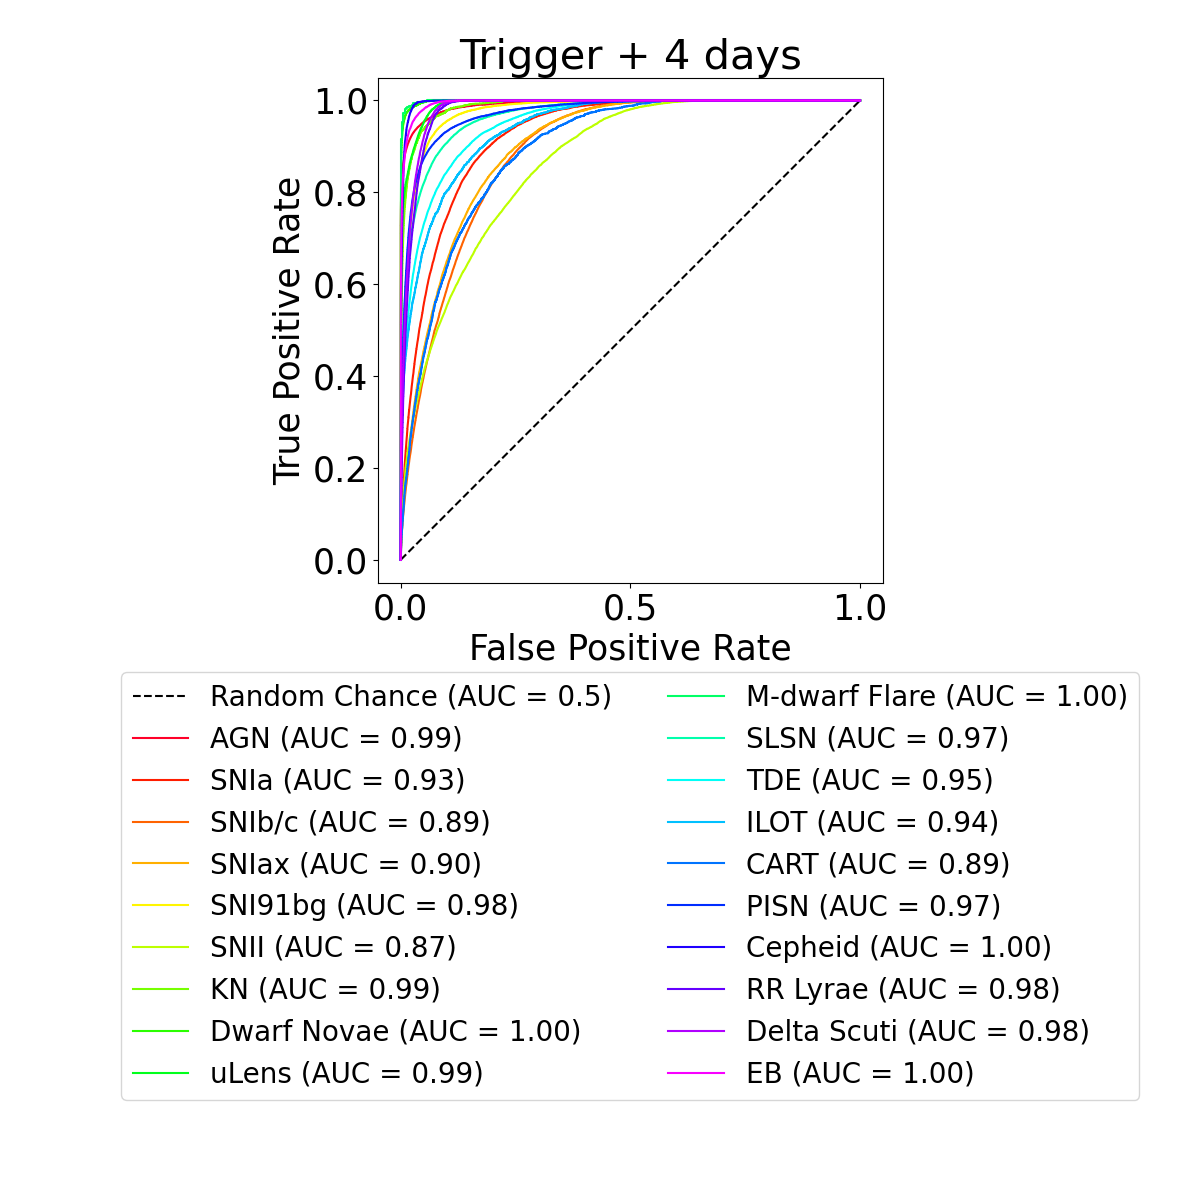 Trigger + 4 days
1.0
0.8
0.6
0.4
0.2
0.0
True Positive Rate
0.0 0.5 1.0
False Positive Rate
Random Chance (AUC = 0.5)
AGN (AUC = 0.99)
SNIa (AUC = 0.93)
SNIb/c (AUC = 0.89)
SNIax (AUC = 0.90)
SNI91bg (AUC = 0.98)
SNII (AUC = 0.87)
KN (AUC = 0.99)
Dwarf Novae (AUC = 1.00)
uLens (AUC = 0.99)
M-dwarf Flare (AUC = 1.00)
SLSN (AUC = 0.97)
TDE (AUC = 0.95)
ILOT (AUC = 0.94)
CART (AUC = 0.89)
PISN (AUC = 0.97)
Cepheid (AUC = 1.00)
RR Lyrae (AUC = 0.98)
Delta Scuti (AUC = 0.98)
EB (AUC = 1.00)